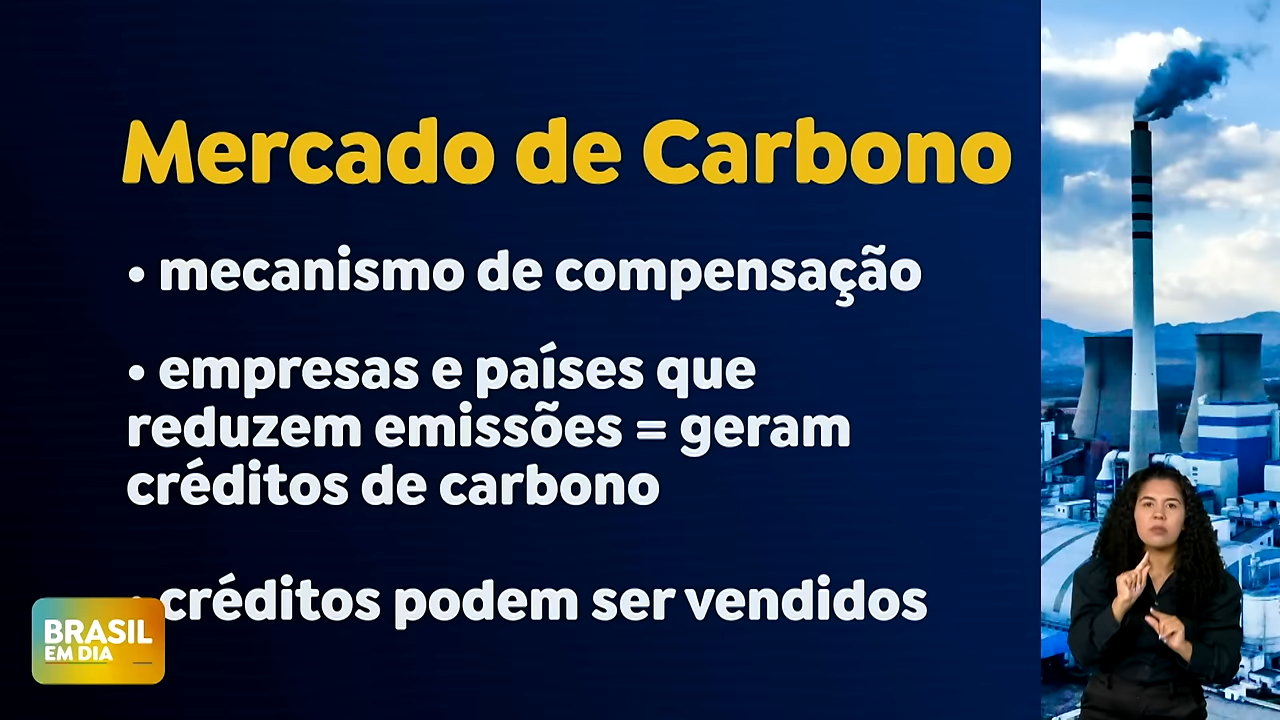 Mercado de Carbono
• mecanismo de compensação
• empresas e países que
reduzem emissões = geram
créditos de carbono
• créditos podem ser vendidos
BRASIL
EM DIA